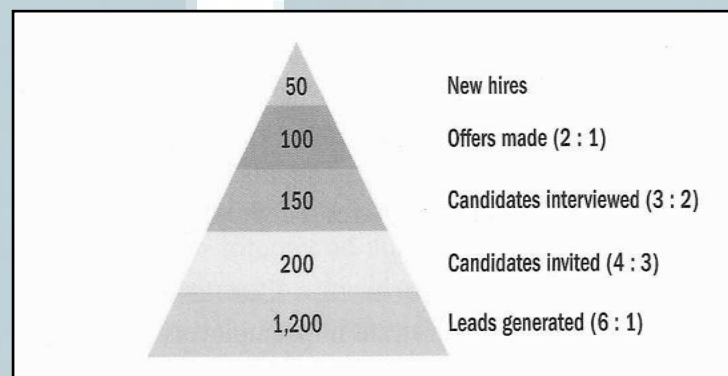 50 New hires
100 Offers made (2 : 1)
150 Candidates interviewed (3 : 2)
200 Candidates invited (4 : 3)
1,200 Leads generated (6 : 1)